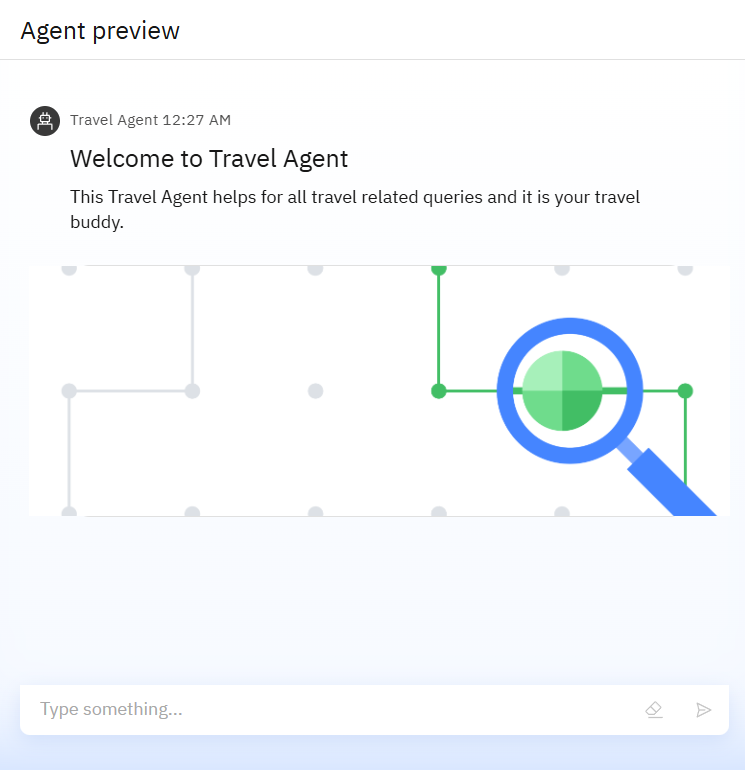 Agent preview
Travel Agent 12:27 AM
Welcome to Travel Agent
This Travel Agent helps for all travel related queries and it is your travel
buddy.
Type something...